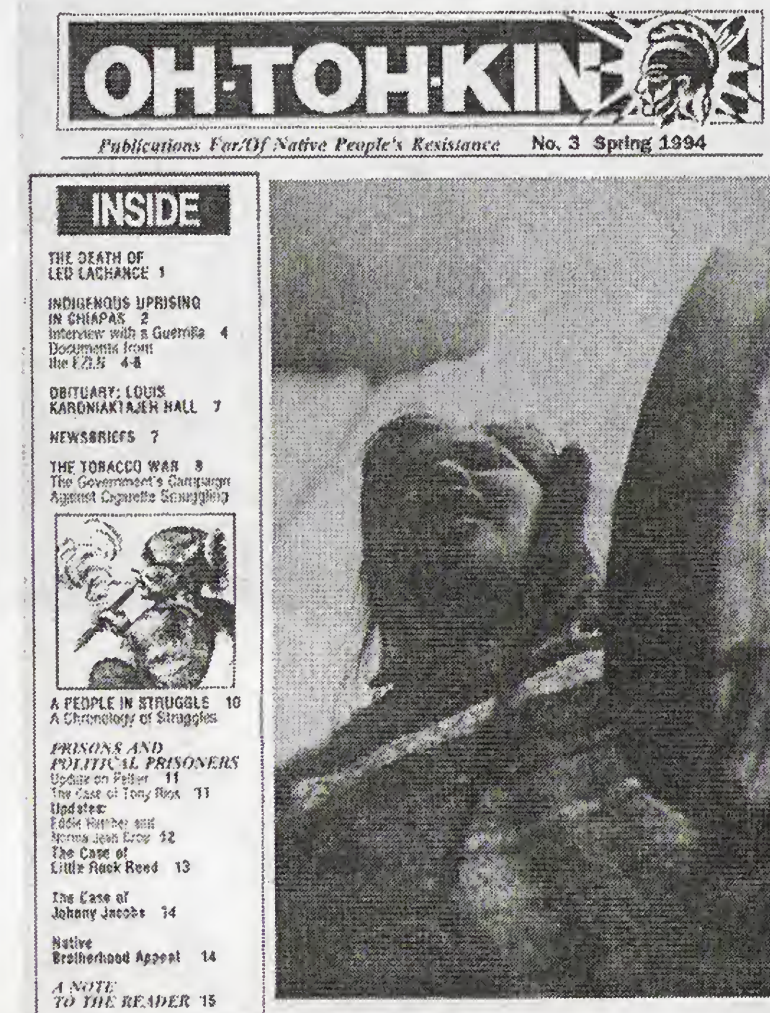 OH-TOH-KIN
Publications For/Of Native People's Resistance No. 3 Spring 1994
INSIDE
THE DEATH OF
LEO LACHANCE 1
INDIGENOUS UPRISING
IN CHIAPAS 2
Interview with a Guerrilla 4
Documents from
the EZLN 4-6
OBITUARY: LOUIS
KARONIAKTAJEH HALL 7
NEWSBRIEFS 7
THE TOBACCO WAR 8
The Government's Campaign
Against Cigarette Smuggling
A PEOPLE IN STRUGGLE 10
A Chronology of Struggles
PRISONS AND
POLITICAL PRISONERS
Update on Peltier 11
The Case of Tony Rios 11
Updates:
Eddie Hatcher and
Norma Jean Croy 12
The Case of
Little Rock Reed 13
The Case of
Johnny Jacobs 14
Native
Brotherhood Appeal 14
A NOTE
TO THE READER 15